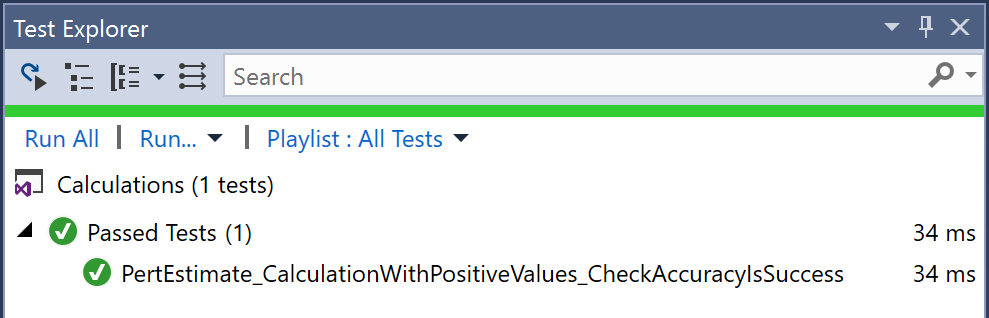 Test Explorer
Search
Run All | Run... | Playlist : All Tests
Calculations (1 tests)
Passed Tests (1) 34 ms
PertEstimate_CalculationWithPositiveValues_CheckAccuracyIsSuccess 34 ms